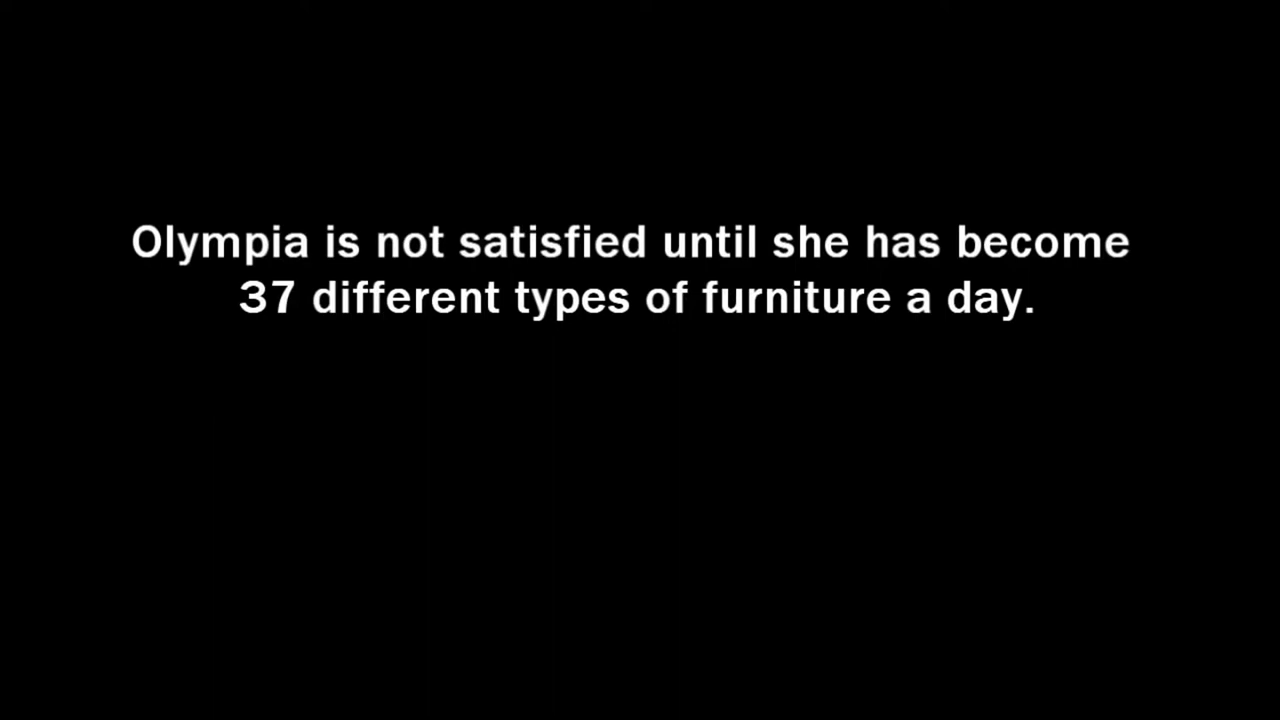 Olympia is not satisfied until she has become
37 different types of furniture a day.